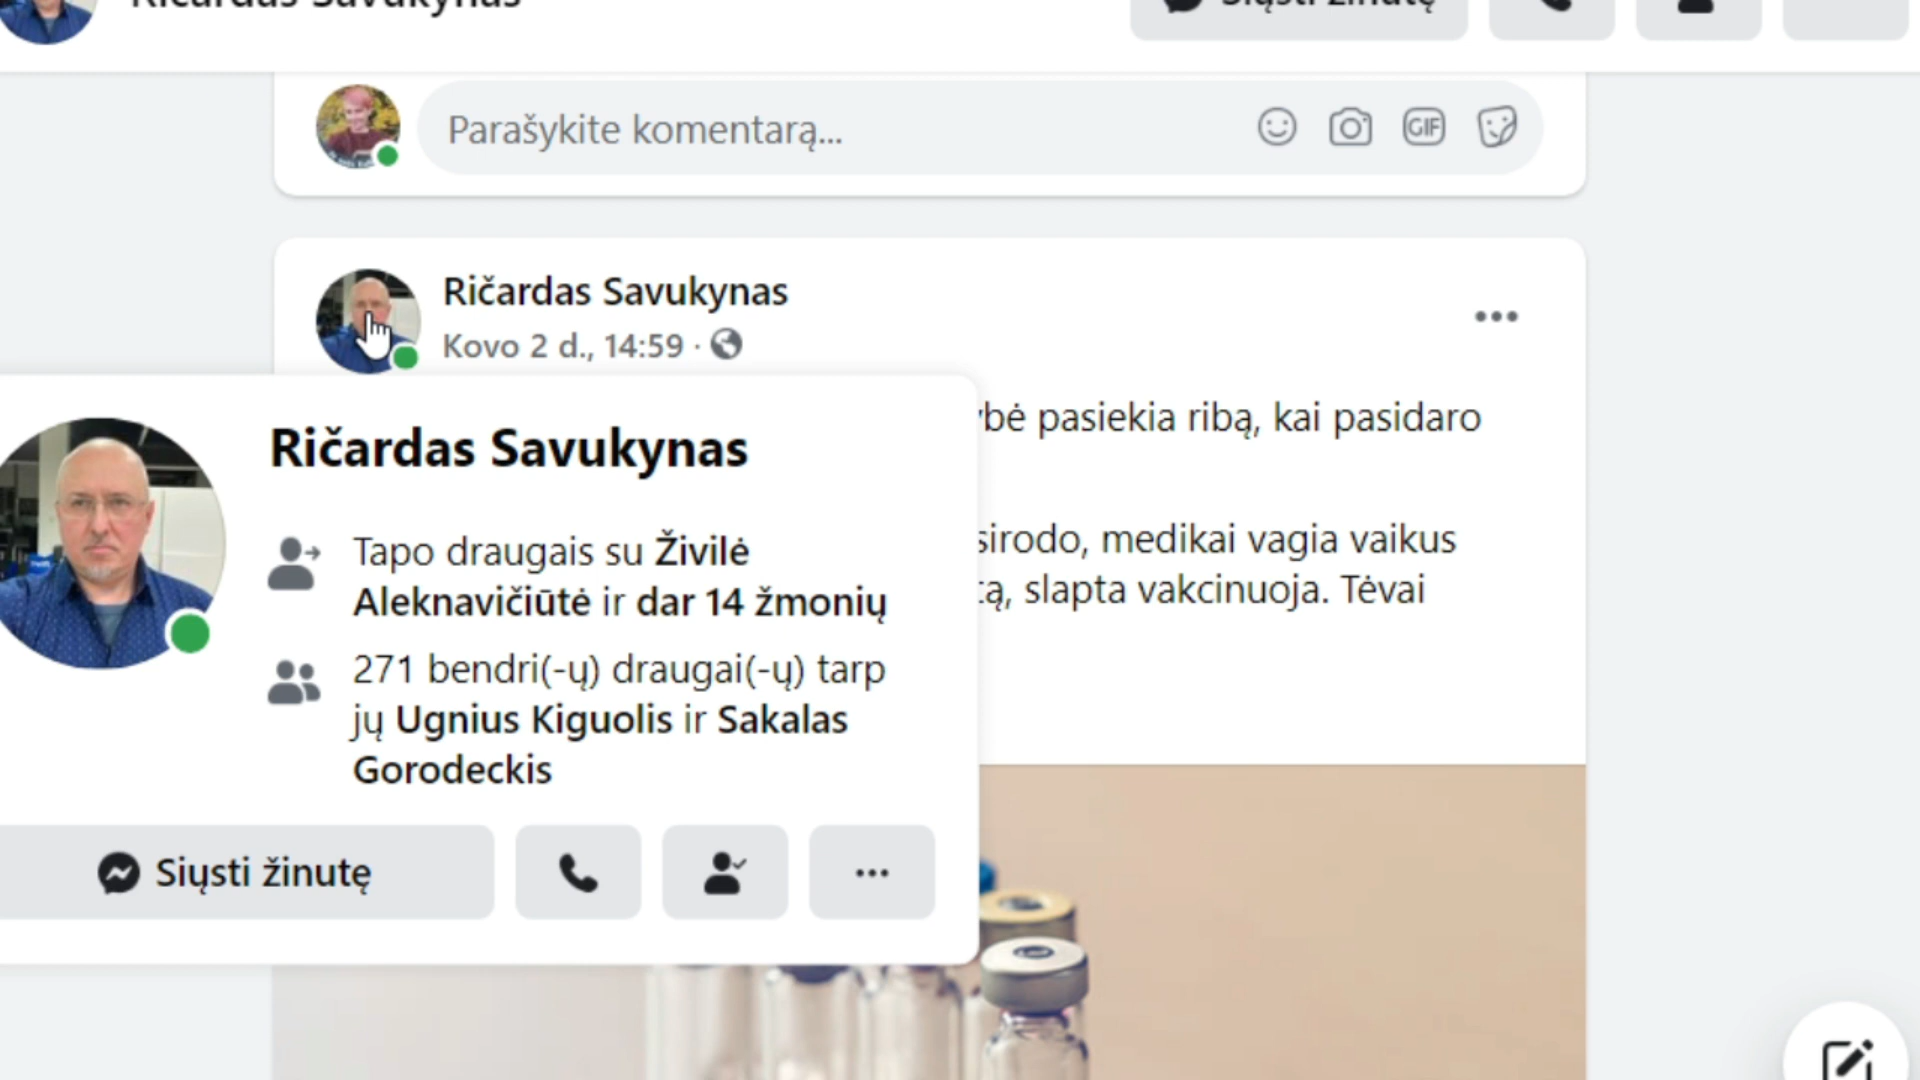 Ričardas Savukynas
Siųsti žinutę
Parašykite komentarą...
GIF
Ričardas Savukynas
Kovo 2 d., 14:59 ·
pasiekia ribą, kai pasidaro
medikai vagia vaikus
slapta vakcinuoja. Tėvai
Ričardas Savukynas
Tapo draugais su Živilė
Aleknavičiūtė ir dar 14 žmonių
271 bendri(-ų) draugai(-ų) tarp
jų Ugnius Kiguolis ir Sakalas
Gorodeckis
Siųsti žinutę